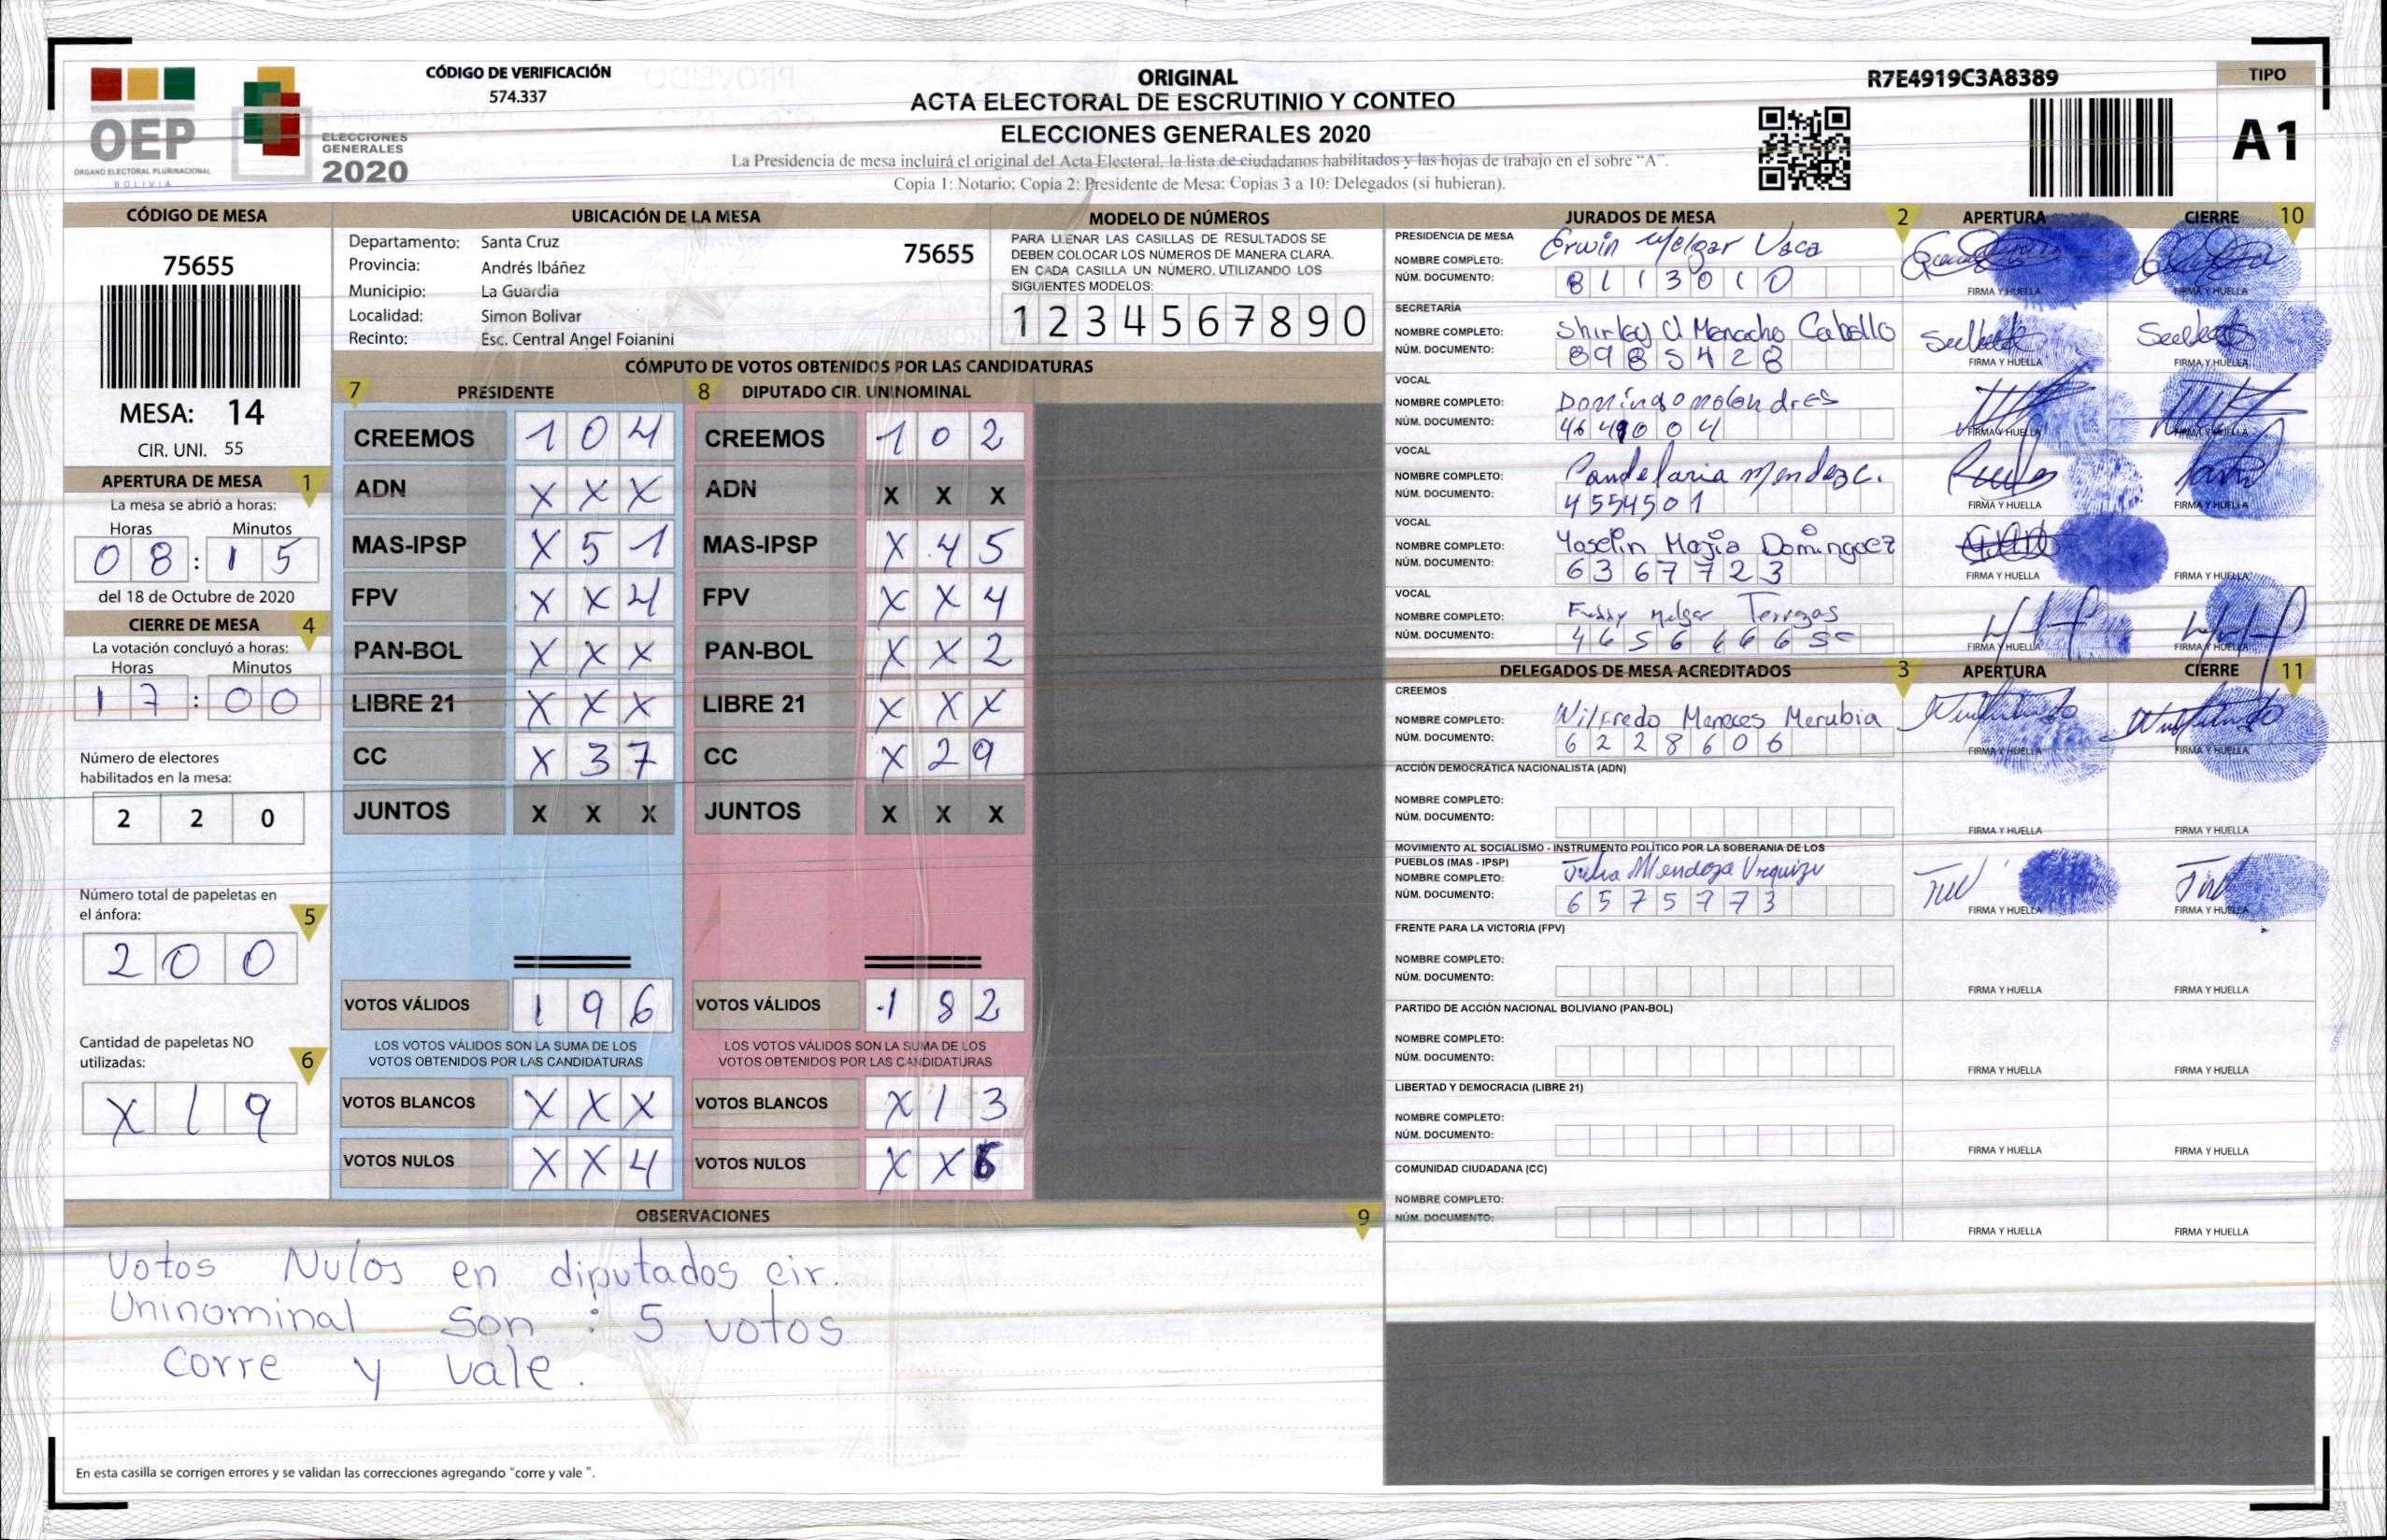 CÓDIGO DE VERIFICACIÓN
574.337
OEP
ÓRGANO ELECTORAL PLURINACIONAL
BOLIVIA
ELECCIONES
GENERALES
2020
ORIGINAL
ACTA ELECTORAL DE ESCRUTINIO Y CONTEO
ELECCIONES GENERALES 2020
La Presidencia de mesa incluirá el original del Acta Electoral, la lista de ciudadanos habilitados y las hojas de trabajo en el sobre "A".
Copia 1: Notario; Copia 2: Presidente de Mesa; Copias 3 a 10: Delegados (si hubieran).
R7E4919C3A8389
TIPO
A1
CÓDIGO DE MESA
75655
MESA: 14
CIR. UNI. 55
APERTURA DE MESA 1
La mesa se abrió a horas:
Horas Minutos
08:15
del 18 de Octubre de 2020
CIERRE DE MESA 4
La votación concluyó a horas:
Horas Minutos
17:00
Número de electores
habilitados en la mesa:
2 2 0
Número total de papeletas en
el ánfora: 5
2 0 0
Cantidad de papeletas NO
utilizadas: 6
X 1 9
UBICACIÓN DE LA MESA
Departamento: Santa Cruz 75655
Provincia: Andrés Ibáñez
Municipio: La Guardia
Localidad: Simon Bolivar
Recinto: Esc. Central Angel Foianini
MODELO DE NÚMEROS
PARA LLENAR LAS CASILLAS DE RESULTADOS SE
DEBEN COLOCAR LOS NÚMEROS DE MANERA CLARA.
EN CADA CASILLA UN NÚMERO, UTILIZANDO LOS
SIGUIENTES MODELOS:
1 2 3 4 5 6 7 8 9 0
CÓMPUTO DE VOTOS OBTENIDOS POR LAS CANDIDATURAS
7 PRESIDENTE 8 DIPUTADO CIR. UNINOMINAL
CREEMOS 1 0 4 CREEMOS 1 0 2
ADN X X X ADN X X X
MAS-IPSP X 5 1 MAS-IPSP X 4 5
FPV X X 4 FPV X X 4
PAN-BOL X X X PAN-BOL X X 2
LIBRE 21 X X X LIBRE 21 X X X
CC X 3 7 CC X 2 9
JUNTOS X X X JUNTOS X X X
VOTOS VÁLIDOS 1 9 6 VOTOS VÁLIDOS 1 8 2
LOS VOTOS VÁLIDOS SON LA SUMA DE LOS LOS VOTOS VÁLIDOS SON LA SUMA DE LOS
VOTOS OBTENIDOS POR LAS CANDIDATURAS VOTOS OBTENIDOS POR LAS CANDIDATURAS
VOTOS BLANCOS X X X VOTOS BLANCOS X 1 3
VOTOS NULOS X X 4 VOTOS NULOS X X 5
OBSERVACIONES 9
Votos Nulos en diputados cir.
Uninominal son : 5 votos
corre y vale.
En esta casilla se corrigen errores y se validan las correcciones agregando "corre y vale ".
JURADOS DE MESA 2 APERTURA CIERRE 10
PRESIDENCIA DE MESA
NOMBRE COMPLETO: Erwin Melgar Vaca
NÚM. DOCUMENTO: 8113010
FIRMA Y HUELLA FIRMA Y HUELLA
SECRETARÍA
NOMBRE COMPLETO: Shirley Menacho Caballo
NÚM. DOCUMENTO: 8985428
FIRMA Y HUELLA FIRMA Y HUELLA
VOCAL
NOMBRE COMPLETO: Domingo
NÚM. DOCUMENTO:
FIRMA Y HUELLA FIRMA Y HUELLA
VOCAL
NOMBRE COMPLETO: Candelaria Mendez C.
NÚM. DOCUMENTO: 4554501
FIRMA Y HUELLA FIRMA Y HUELLA
VOCAL
NOMBRE COMPLETO: Yoselin Dominguez
NÚM. DOCUMENTO: 6367723
FIRMA Y HUELLA FIRMA Y HUELLA
VOCAL
NOMBRE COMPLETO: Freddy Melgar Terrazas
NÚM. DOCUMENTO:
FIRMA Y HUELLA FIRMA Y HUELLA
DELEGADOS DE MESA ACREDITADOS 3 APERTURA CIERRE 11
CREEMOS
NOMBRE COMPLETO: Wilfredo Meneces Merubia
NÚM. DOCUMENTO: 6228606
FIRMA Y HUELLA FIRMA Y HUELLA
ACCIÓN DEMOCRÁTICA NACIONALISTA (ADN)
NOMBRE COMPLETO:
NÚM. DOCUMENTO:
FIRMA Y HUELLA FIRMA Y HUELLA
MOVIMIENTO AL SOCIALISMO - INSTRUMENTO POLÍTICO POR LA SOBERANIA DE LOS
PUEBLOS (MAS - IPSP)
NOMBRE COMPLETO: Julia Mendoza Urquizu
NÚM. DOCUMENTO: 6575773
FIRMA Y HUELLA FIRMA Y HUELLA
FRENTE PARA LA VICTORIA (FPV)
NOMBRE COMPLETO:
NÚM. DOCUMENTO:
FIRMA Y HUELLA FIRMA Y HUELLA
PARTIDO DE ACCIÓN NACIONAL BOLIVIANO (PAN-BOL)
NOMBRE COMPLETO:
NÚM. DOCUMENTO:
FIRMA Y HUELLA FIRMA Y HUELLA
LIBERTAD Y DEMOCRACIA (LIBRE 21)
NOMBRE COMPLETO:
NÚM. DOCUMENTO:
FIRMA Y HUELLA FIRMA Y HUELLA
COMUNIDAD CIUDADANA (CC)
NOMBRE COMPLETO:
NÚM. DOCUMENTO:
FIRMA Y HUELLA FIRMA Y HUELLA